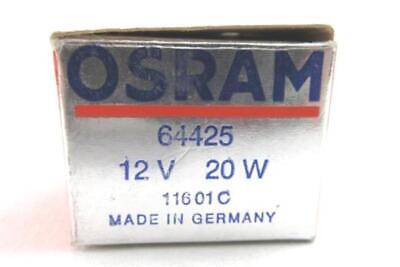 OSRAM
64425
12 V 20 W
11601C
MADE IN GERMANY